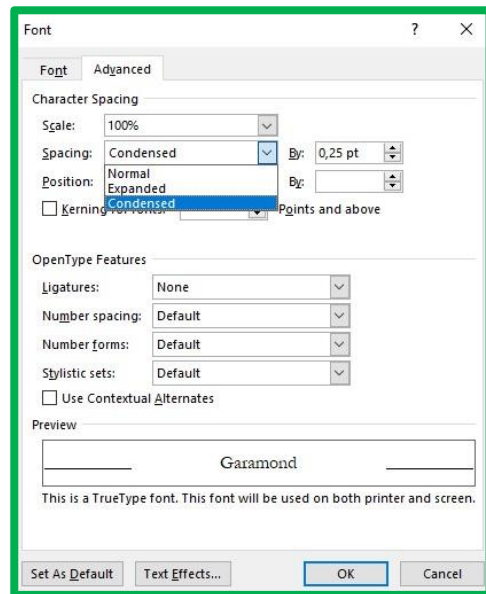 Font ? X
Font Advanced
Character Spacing
Scale: 100%
Spacing: Condensed By: 0,25 pt
Normal
Position: By:
Expanded
Condensed
Kerning for fonts: Points and above
OpenType Features
Ligatures: None
Number spacing: Default
Number forms: Default
Stylistic sets: Default
Use Contextual Alternates
Preview
Garamond
This is a TrueType font. This font will be used on both printer and screen.
Set As Default Text Effects... OK Cancel